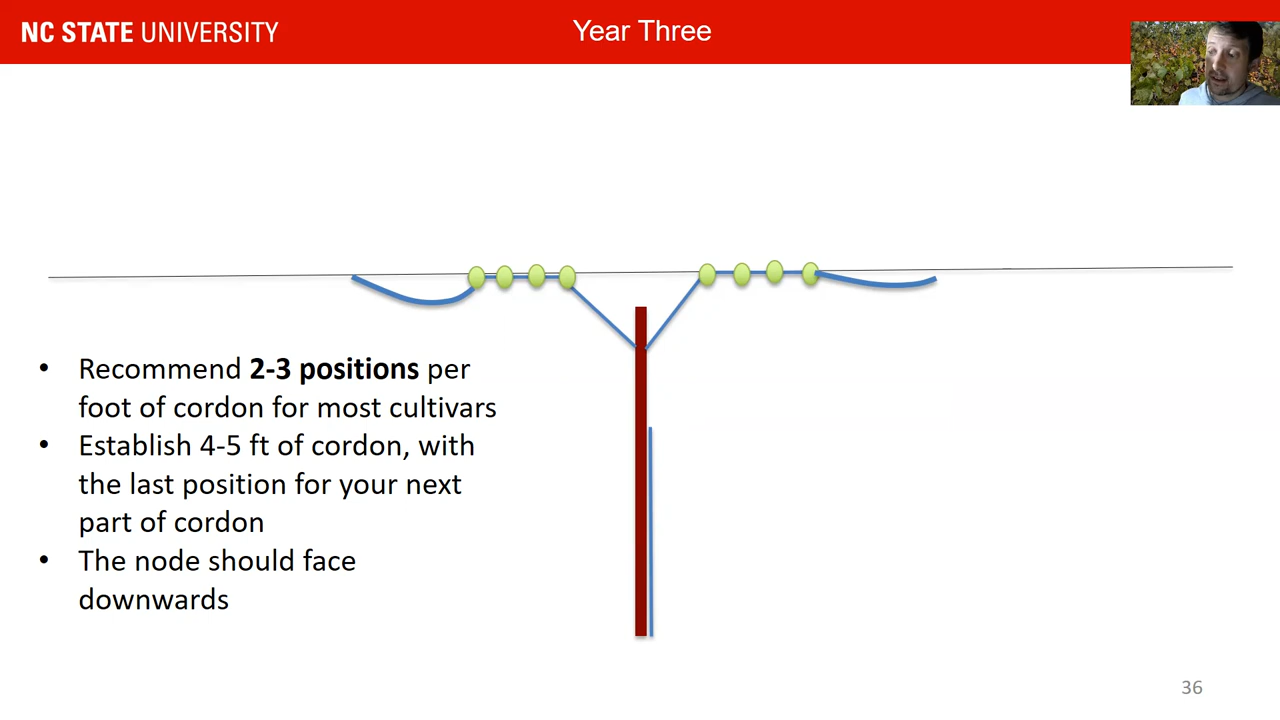 NC STATE UNIVERSITY
Year Three
• Recommend 2-3 positions per
foot of cordon for most cultivars
• Establish 4-5 ft of cordon, with
the last position for your next
part of cordon
• The node should face
downwards
36